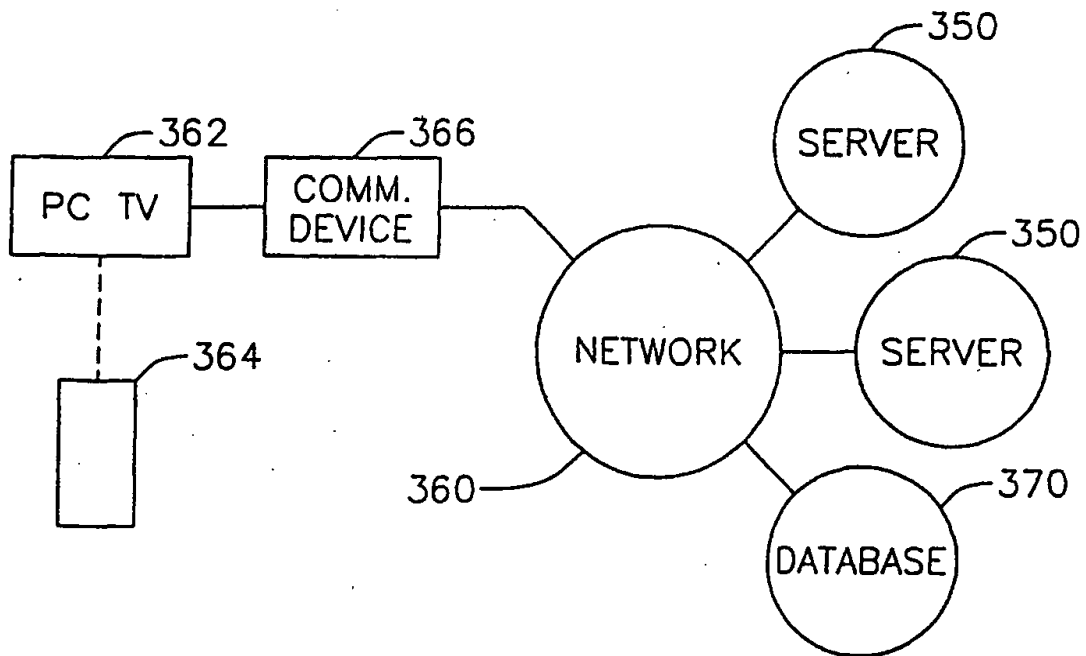 350
SERVER
362
366
PC TV
COMM.
DEVICE
350
SERVER
NETWORK
364
360
370
DATABASE